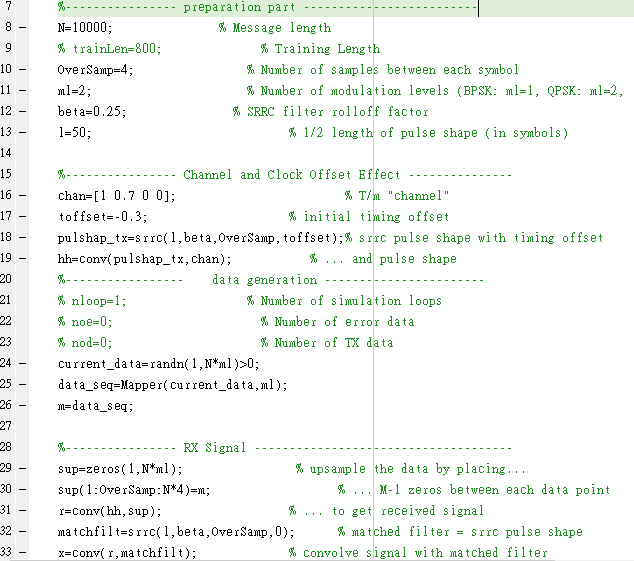 7 %--------------- preparation part -------------------------
8 - N=10000; % Message length
9 % trainLen=800; % Training Length
10 - OverSamp=4; % Number of samples between each symbol
11 - ml=2; % Number of modulation levels (BPSK: ml=1, QPSK: ml=2,
12 - beta=0.25; % SRRC filter rolloff factor
13 - l=50; % 1/2 length of pulse shape (in symbols)
14
15 %---------------- Channel and Clock Offset Effect ---------------
16 - chan=[1 0.7 0 0]; % T/m "channel"
17 - toffset=-0.3; % initial timing offset
18 - pulshap_tx=srrc(l,beta,OverSamp,toffset);% srrc pulse shape with timing offset
19 - hh=conv(pulshap_tx,chan); % ... and pulse shape
20 %----------------- data generation -----------------------
21 % nloop=1; % Number of simulation loops
22 % noe=0; % Number of error data
23 % nod=0; % Number of TX data
24 - current_data=randn(1,N*ml)>0;
25 - data_seq=Mapper(current_data,ml);
26 - m=data_seq;
27
28 %---------------- RX Signal -------------------------------------
29 - sup=zeros(1,N*ml); % upsample the data by placing...
30 - sup(1:OverSamp:N*4)=m; % ... M-1 zeros between each data point
31 - r=conv(hh,sup); % ... to get received signal
32 - matchfilt=srrc(l,beta,OverSamp,0); % matched filter = srrc pulse shape
33 - x=conv(r,matchfilt); % convolve signal with matched filter